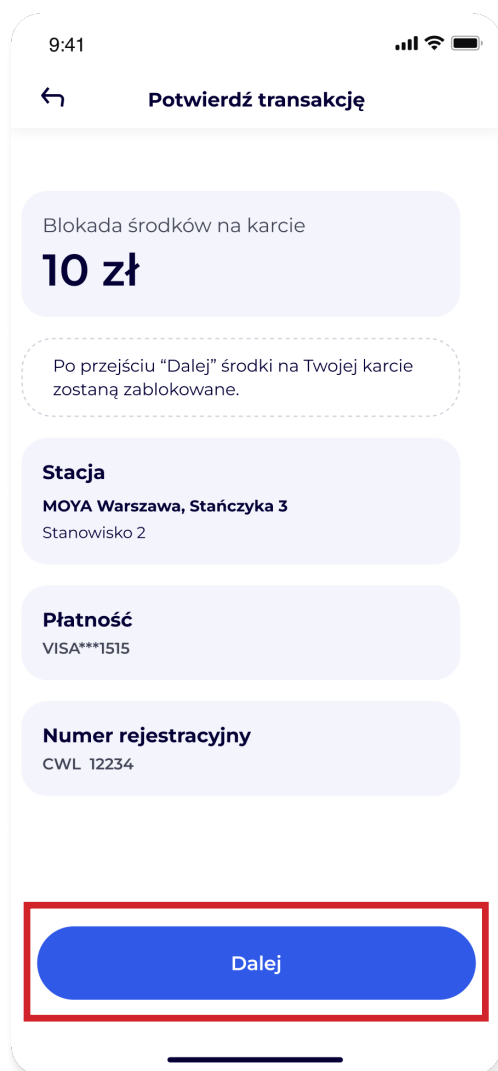 9:41
Potwierdź transakcję
Blokada środków na karcie
10 zł
Po przejściu “Dalej” środki na Twojej karcie
zostaną zablokowane.
Stacja
MOYA Warszawa, Stańczyka 3
Stanowisko 2
Płatność
VISA***1515
Numer rejestracyjny
CWL 12234
Dalej